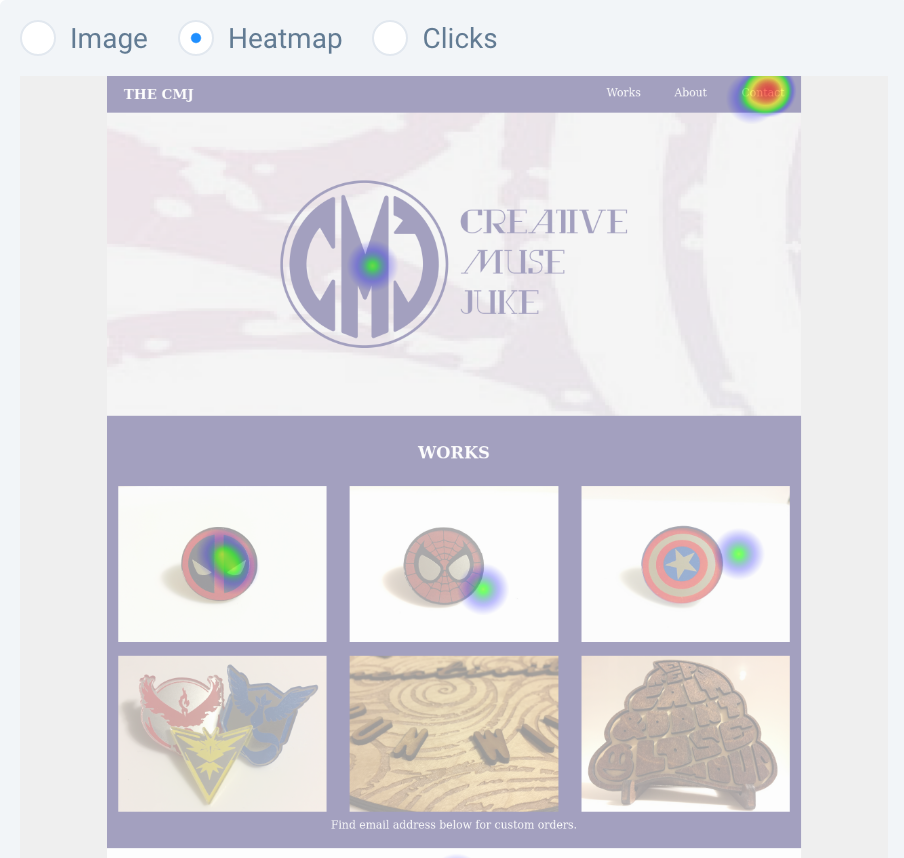 Image Heatmap Clicks
THE CMJ Works About Contact
CMJ
CREATIVE
MUSE
JUKE
WORKS
Find email address below for custom orders.